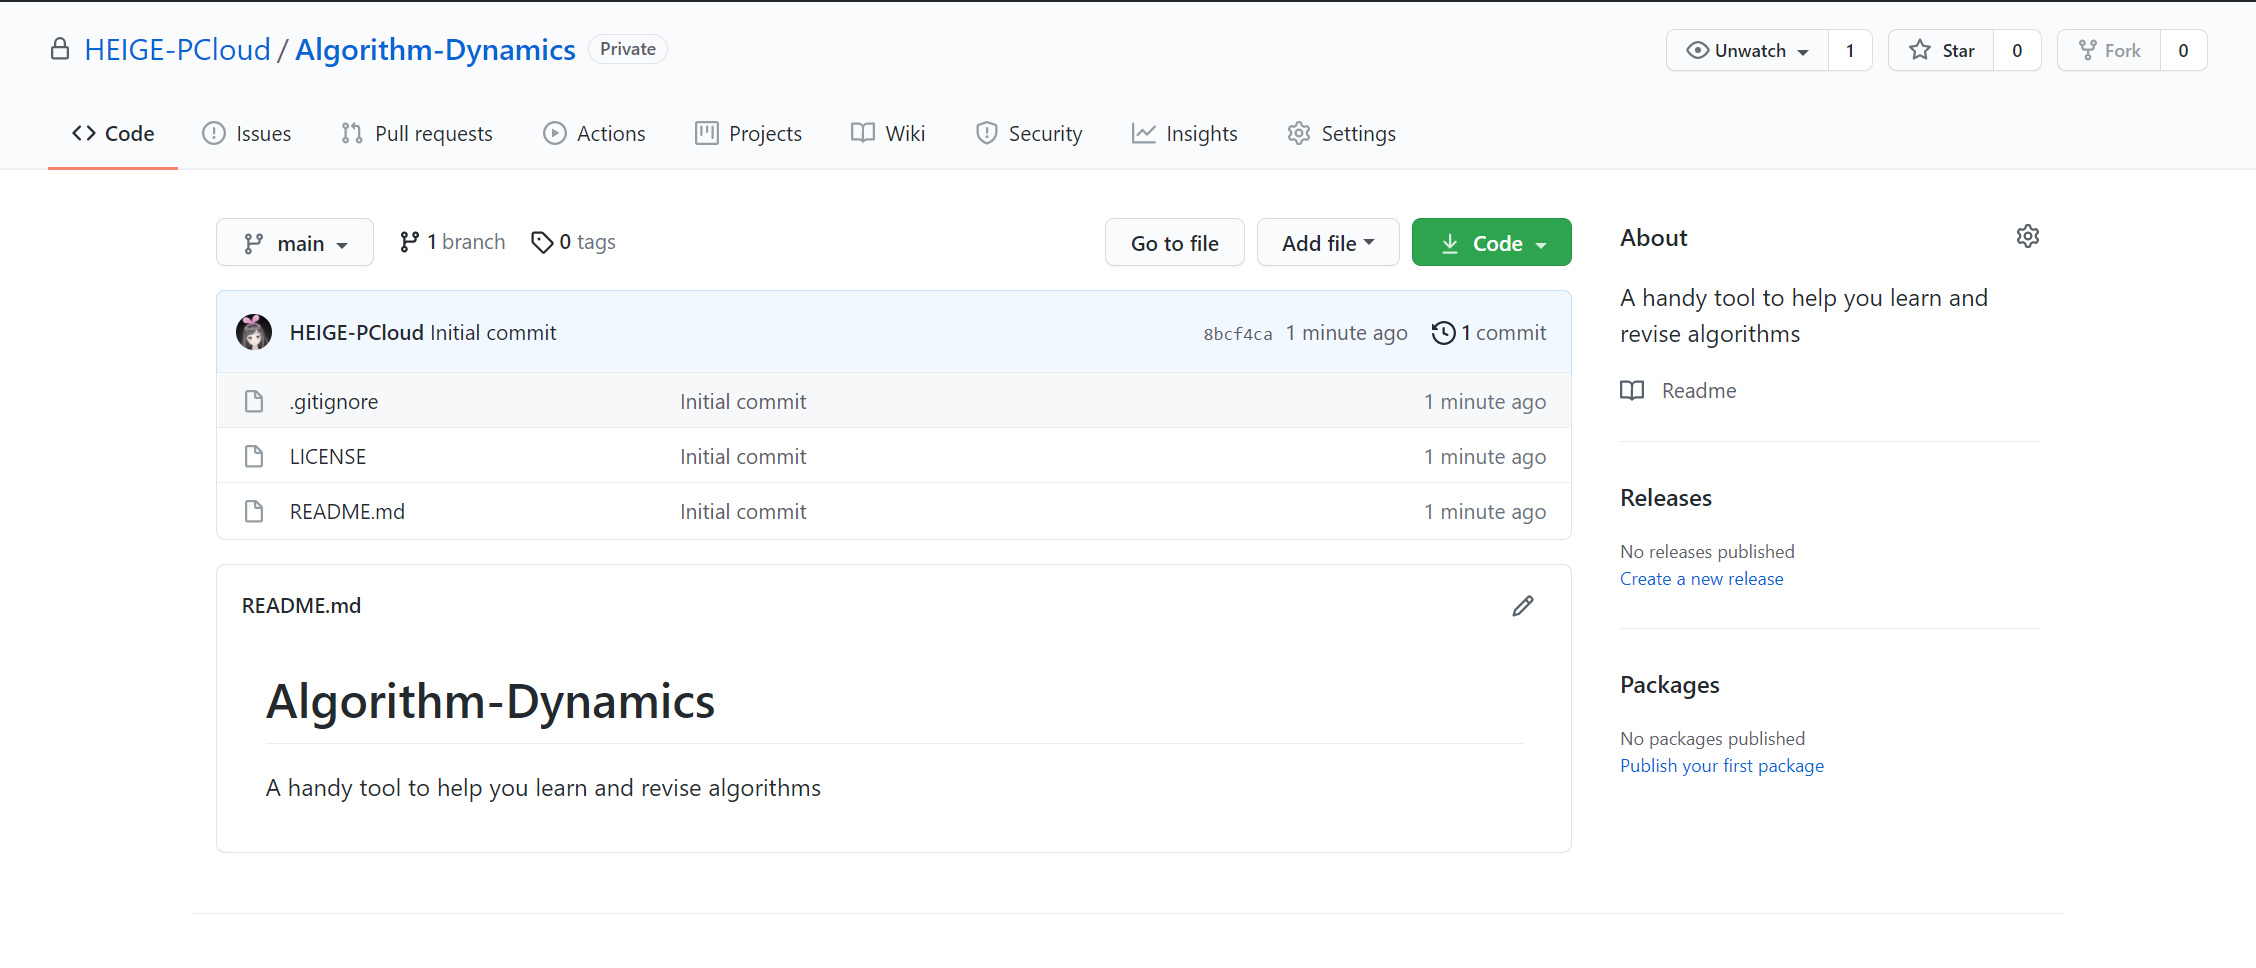 HEIGE-PCloud / Algorithm-Dynamics Private
Unwatch 1 Star 0 Fork 0
Code Issues Pull requests Actions Projects Wiki Security Insights Settings
main 1 branch 0 tags Go to file Add file Code
HEIGE-PCloud Initial commit 8bcf4ca 1 minute ago 1 commit
.gitignore Initial commit 1 minute ago
LICENSE Initial commit 1 minute ago
README.md Initial commit 1 minute ago
README.md
Algorithm-Dynamics
A handy tool to help you learn and revise algorithms
About
A handy tool to help you learn and
revise algorithms
Readme
Releases
No releases published
Create a new release
Packages
No packages published
Publish your first package